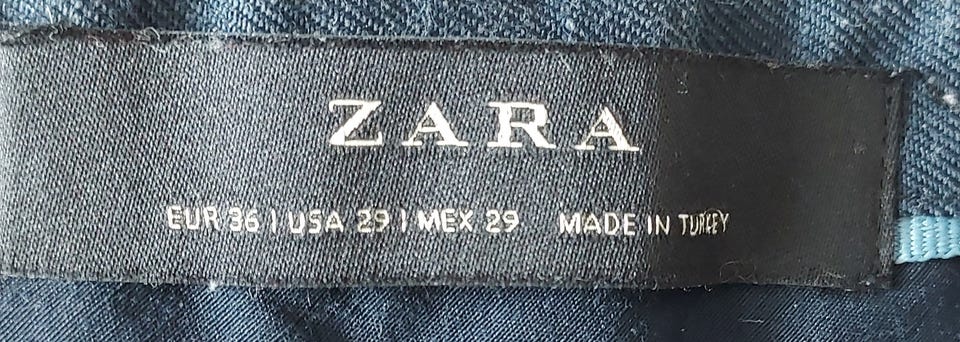 ZARA
EUR 36 | USA 29 | MEX 29 MADE IN TURKEY